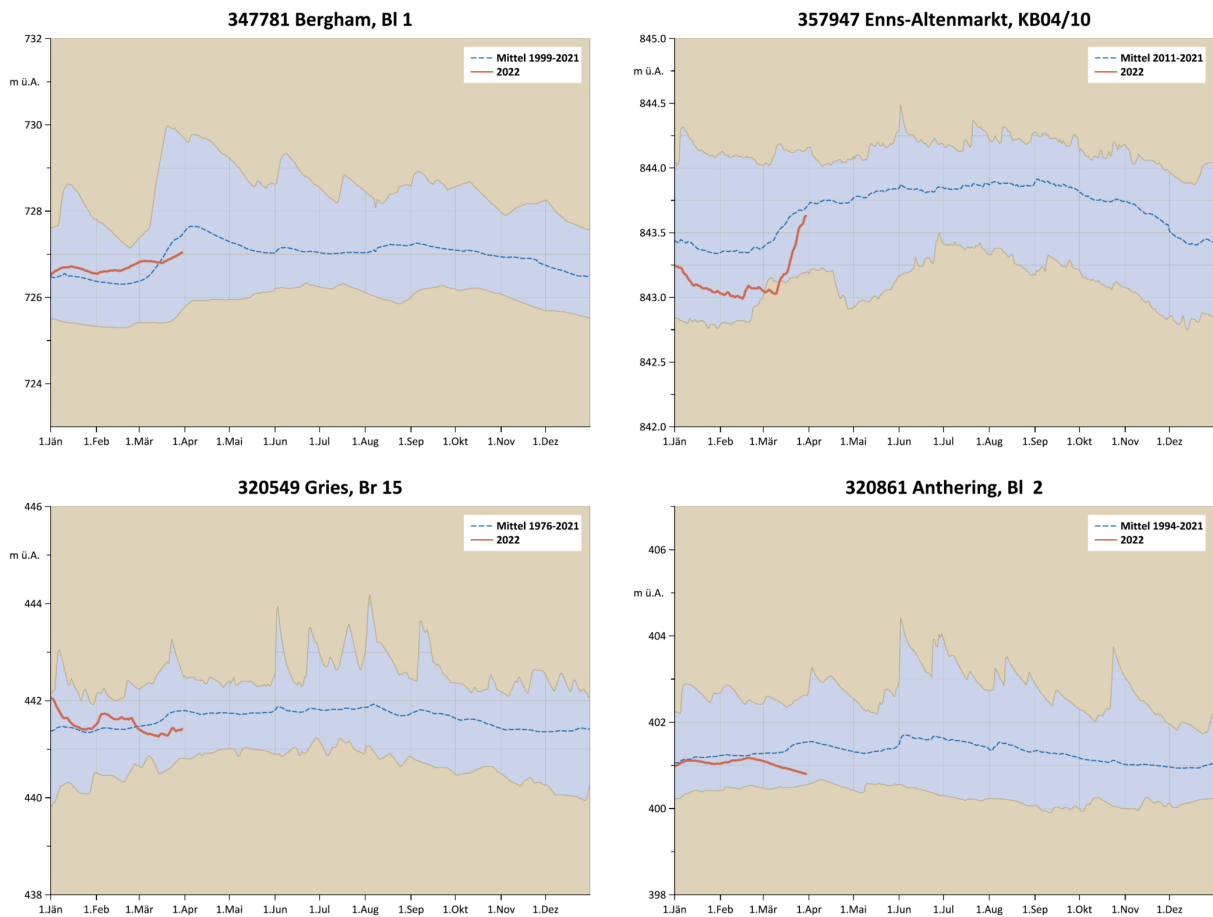 347781 Bergham, Bl 1
732
m ü.A.
730
728
726
724
Mittel 1999-2021
2022
1.Jän 1.Feb 1.Mär 1.Apr 1.Mai 1.Jun 1.Jul 1.Aug 1.Sep 1.Okt 1.Nov 1.Dez
357947 Enns-Altenmarkt, KB04/10
845.0
m ü.A.
844.5
844.0
843.5
843.0
842.5
842.0
Mittel 2011-2021
2022
1.Jän 1.Feb 1.Mär 1.Apr 1.Mai 1.Jun 1.Jul 1.Aug 1.Sep 1.Okt 1.Nov 1.Dez
320549 Gries, Br 15
446
m ü.A.
444
442
440
438
Mittel 1976-2021
2022
1.Jän 1.Feb 1.Mär 1.Apr 1.Mai 1.Jun 1.Jul 1.Aug 1.Sep 1.Okt 1.Nov 1.Dez
320861 Anthering, Bl 2
406
m ü.A.
404
402
400
398
Mittel 1994-2021
2022
1.Jän 1.Feb 1.Mär 1.Apr 1.Mai 1.Jun 1.Jul 1.Aug 1.Sep 1.Okt 1.Nov 1.Dez